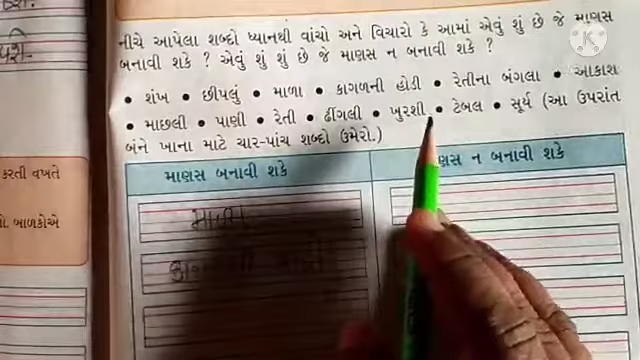 નીચે આપેલા શબ્દો ધ્યાનથી વાંચો અને વિચારો કે આમાં એવું શું છે જે માણસ
બનાવી શકે ? એવું શું શું છે જે માણસ ન બનાવી શકે ?
• શંખ • છીપલું • માળા • કાગળની હોડી • રેતીના બંગલા • આકાશ
• માછલી • પાણી • રેતી • ઢીંગલી • ખુરશી • ટેબલ • સૂર્ય (આ ઉપરાંત
બંને ખાના માટે ચાર-પાંચ શબ્દો ઉમેરો.)
માણસ બનાવી શકે
ણસ ન બનાવી શકે
માળા
કરતી વખતે
બાળકોએ
K